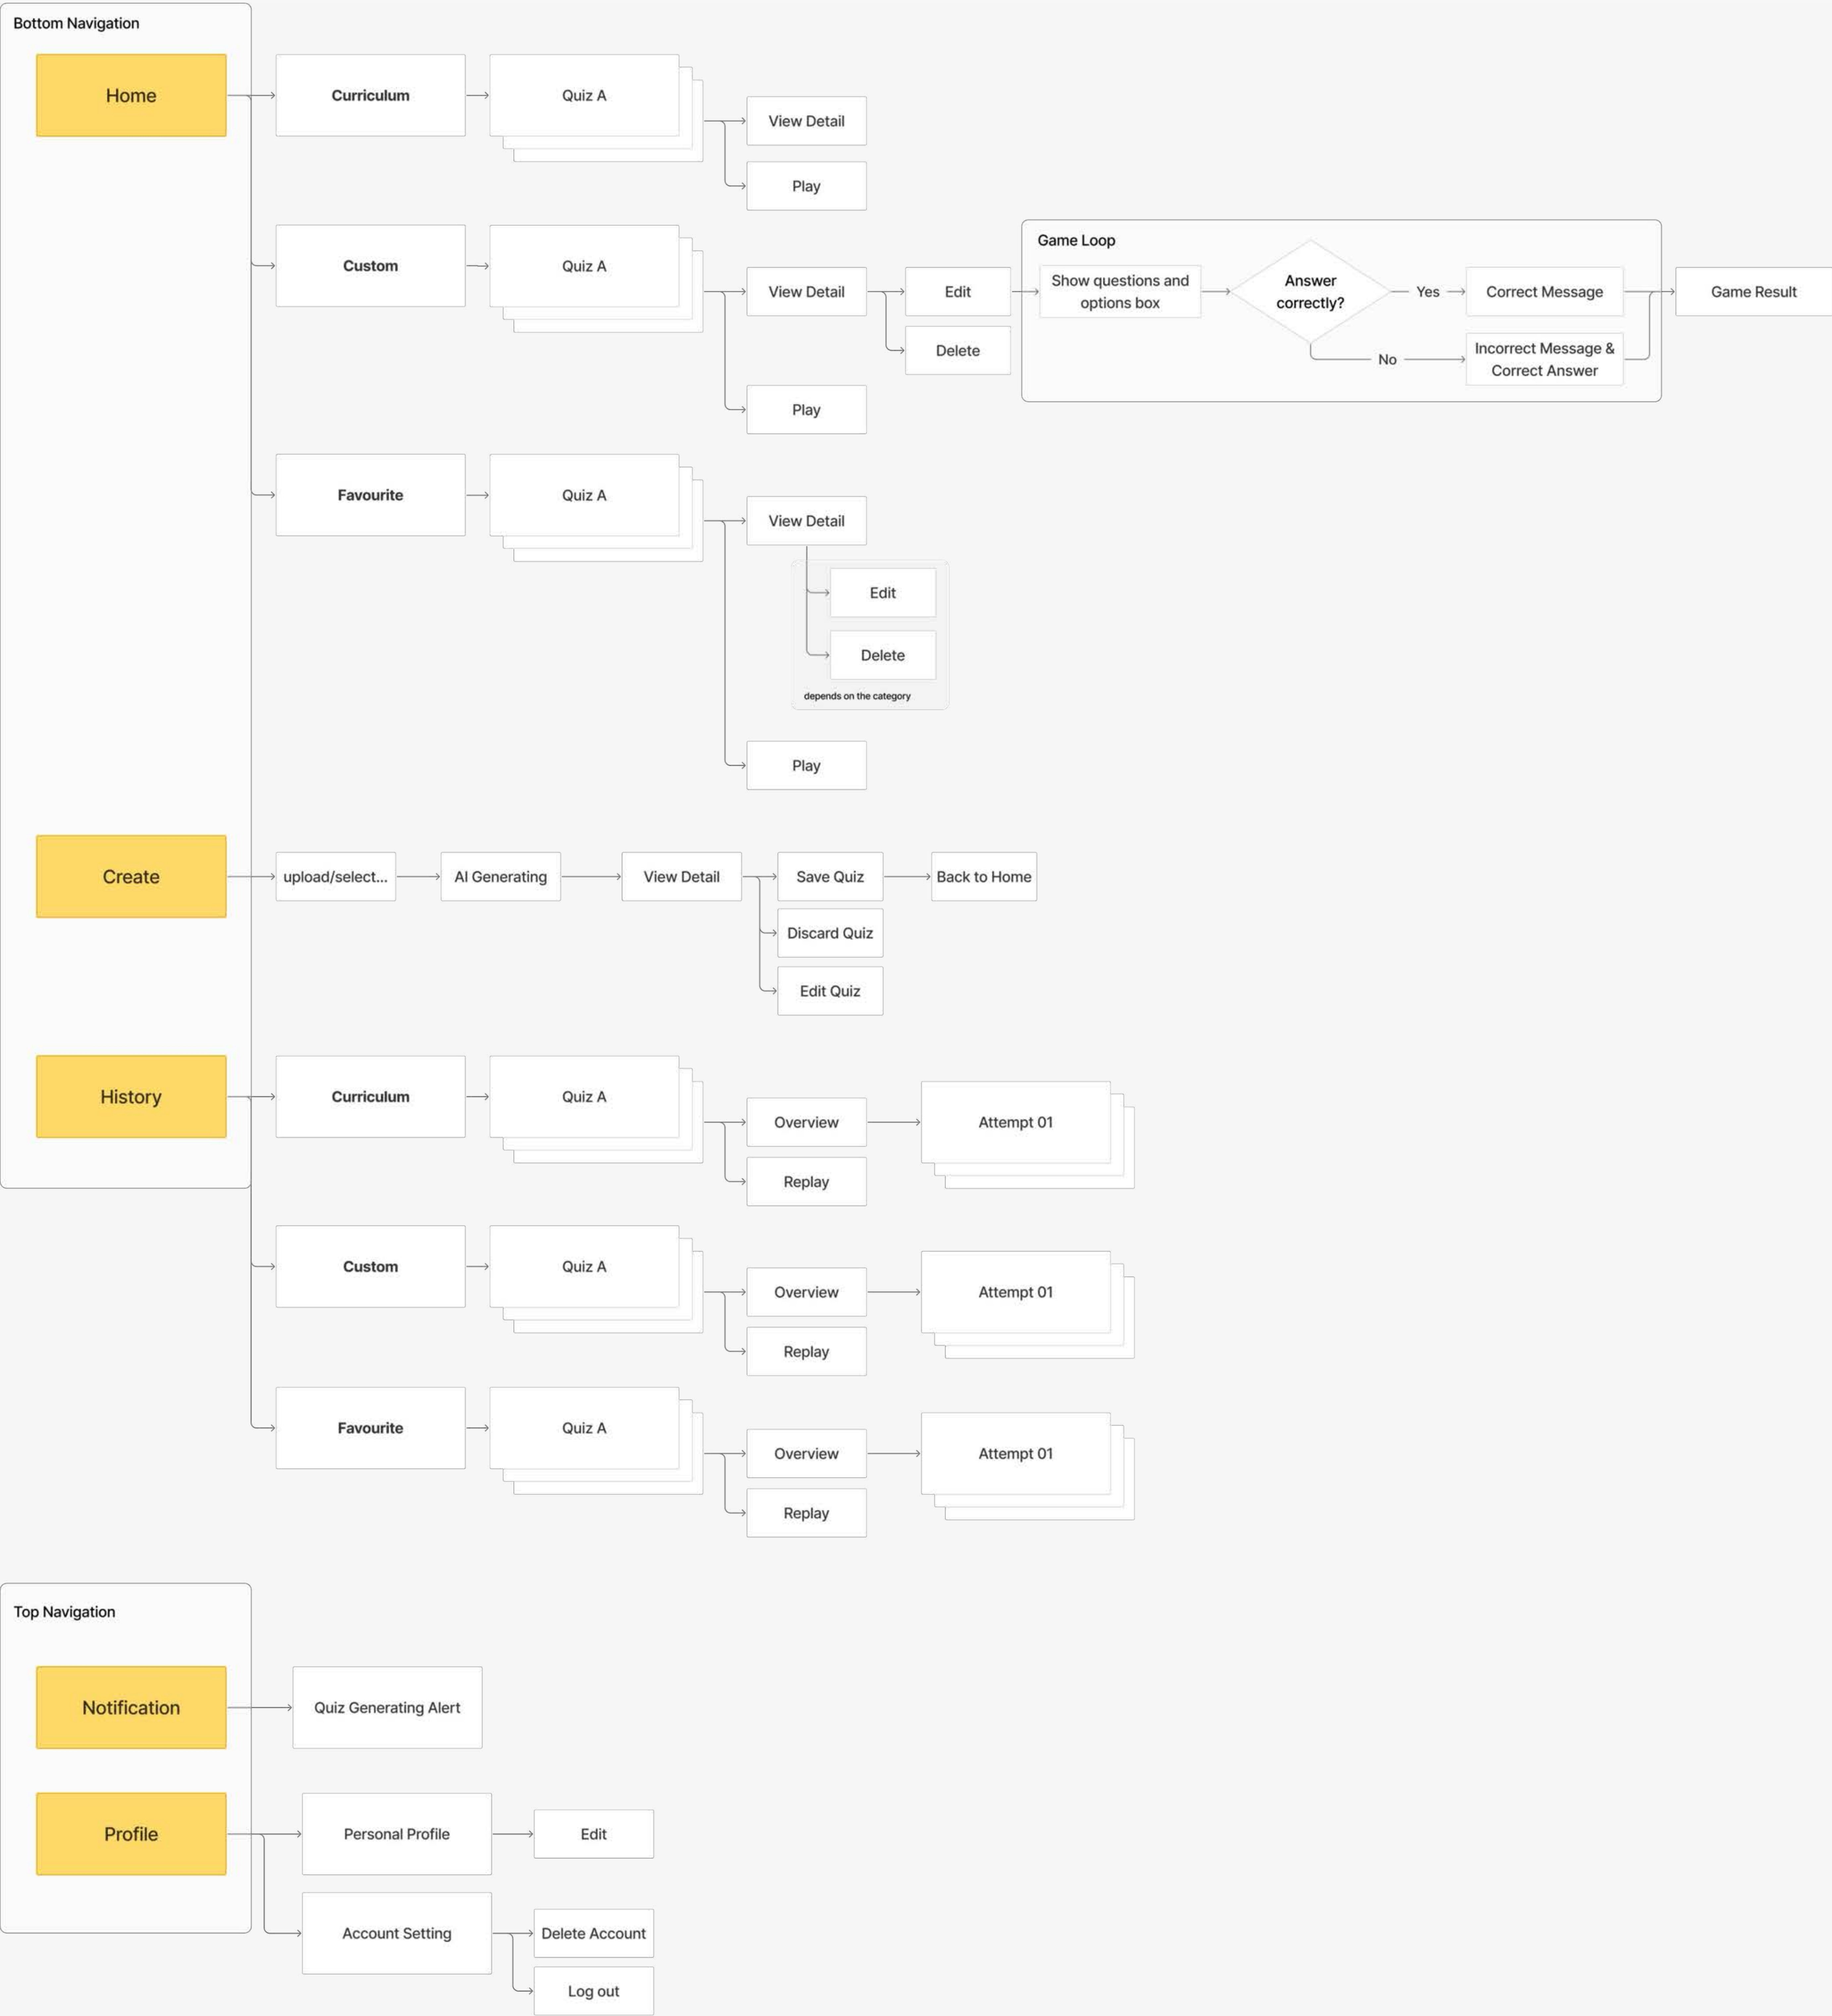 Bottom Navigation
Home
Curriculum
Quiz A
View Detail
Play
Custom
Quiz A
View Detail
Edit
Delete
Play
Game Loop
Show questions and
options box
Answer
correctly?
Yes
Correct Message
No
Incorrect Message &
Correct Answer
Game Result
Favourite
Quiz A
View Detail
Edit
Delete
depends on the category
Play
Create
upload/select...
AI Generating
View Detail
Save Quiz
Back to Home
Discard Quiz
Edit Quiz
History
Curriculum
Quiz A
Overview
Attempt 01
Replay
Custom
Quiz A
Overview
Attempt 01
Replay
Favourite
Quiz A
Overview
Attempt 01
Replay
Top Navigation
Notification
Quiz Generating Alert
Profile
Personal Profile
Edit
Account Setting
Delete Account
Log out